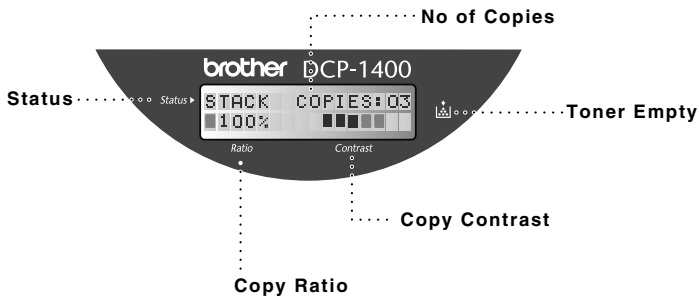 No of Copies
brother DCP-1400
Status Status STACK COPIES:03
100%
Toner Empty
Ratio Contrast
Copy Contrast
Copy Ratio